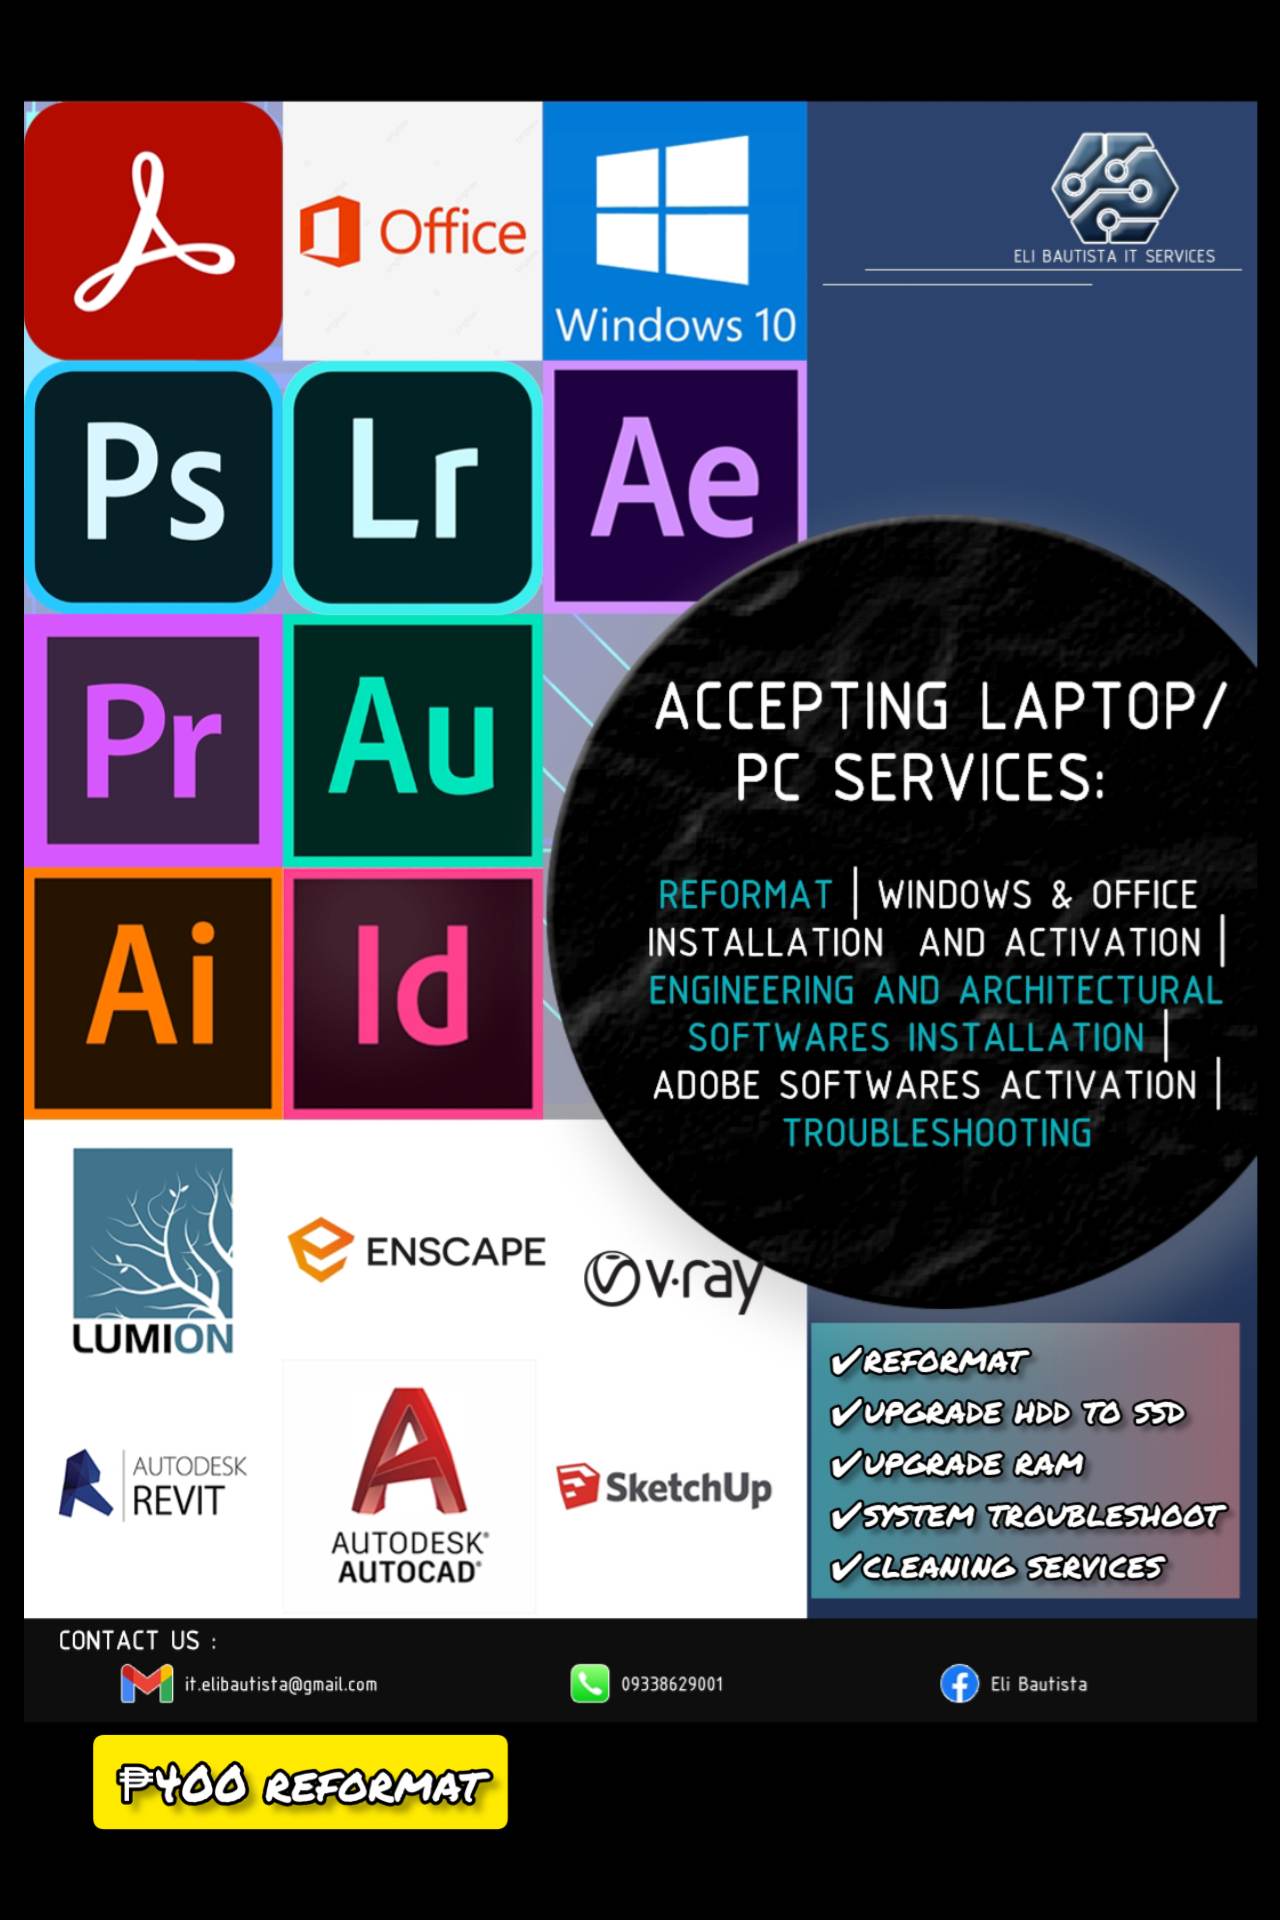 Office
Windows 10
ELI BAUTISTA IT SERVICES
Ps
Lr
Ae
Pr
Au
Ai
Id
ACCEPTING LAPTOP/
PC SERVICES:
REFORMAT | WINDOWS & OFFICE
INSTALLATION AND ACTIVATION |
ENGINEERING AND ARCHITECTURAL
SOFTWARES INSTALLATION |
ADOBE SOFTWARES ACTIVATION |
TROUBLESHOOTING
LUMION
ENSCAPE
v·ray
AUTODESK
REVIT
AUTODESK®
AUTOCAD®
SketchUp
✔REFORMAT
✔UPGRADE HDD TO SSD
✔UPGRADE RAM
✔SYSTEM TROUBLESHOOT
✔CLEANING SERVICES
CONTACT US :
it.elibautista@gmail.com
09338629001
Eli Bautista
₱400 REFORMAT